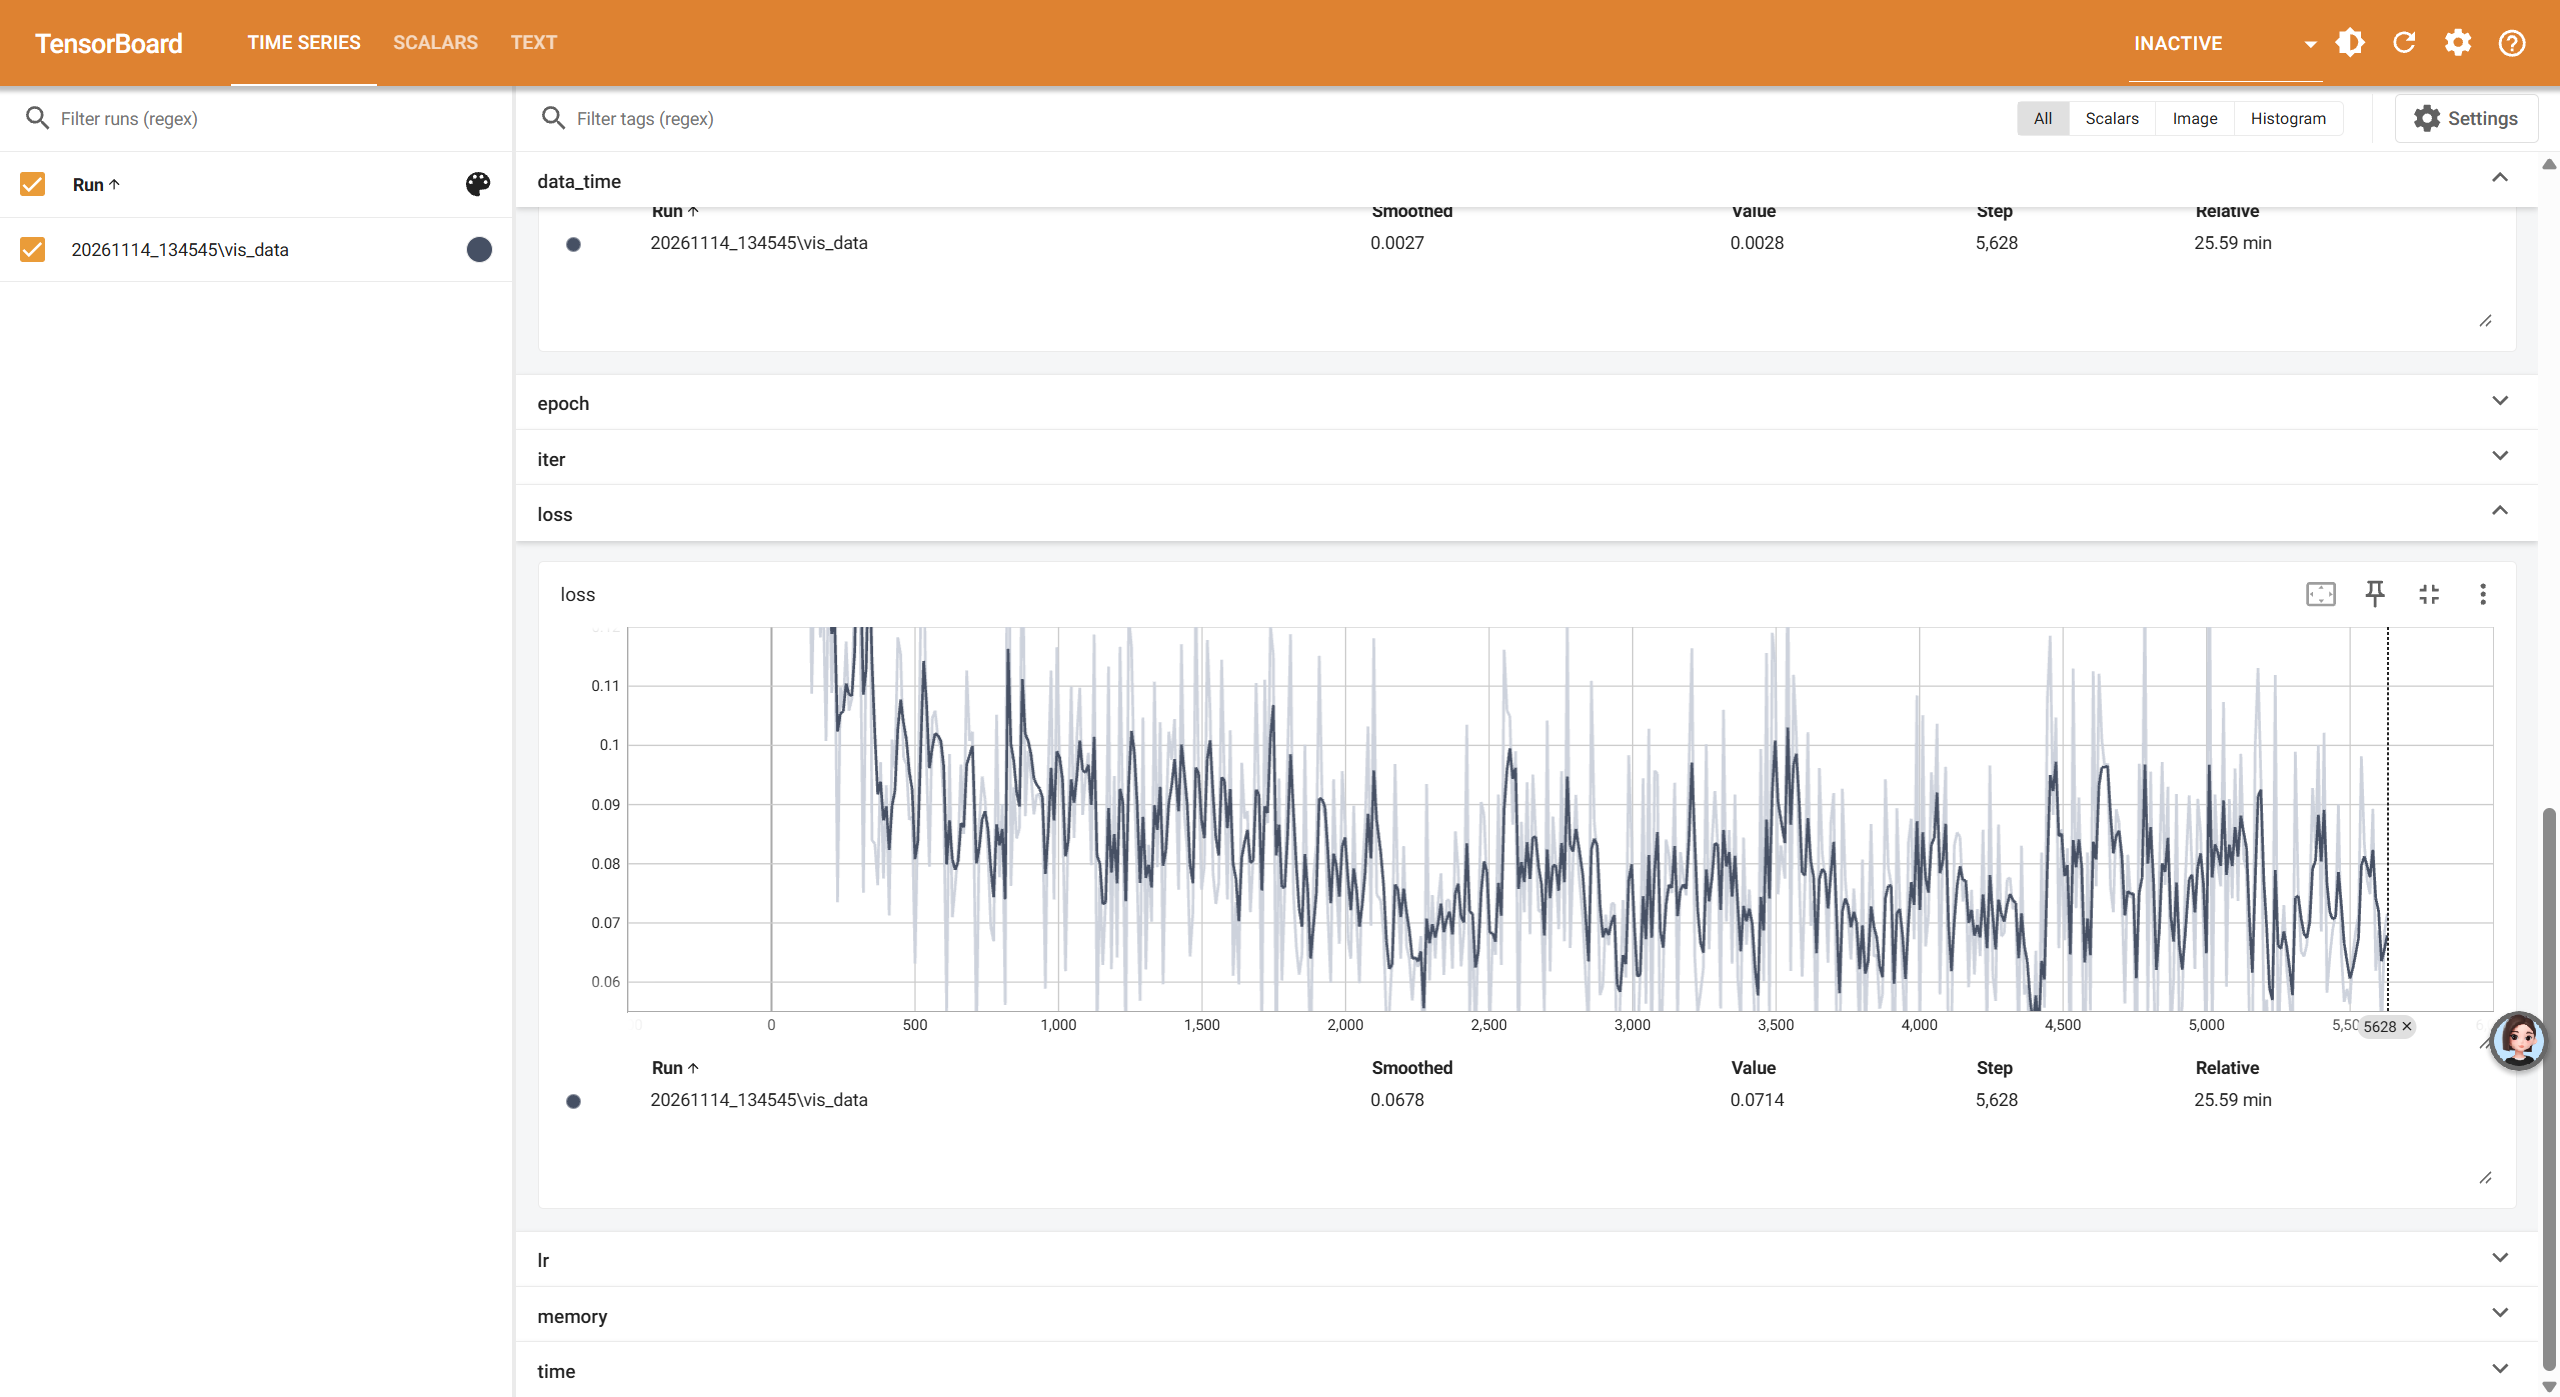 TensorBoard
TIME SERIES
SCALARS
TEXT
INACTIVE
Filter runs (regex)
Filter tags (regex)
All
Scalars
Image
Histogram
Settings
Run
20261114_134545\vis_data
data_time
Run Smoothed Value Step Relative
20261114_134545\vis_data 0.0027 0.0028 5,628 25.59 min
epoch
iter
loss
loss
0.12
0.11
0.1
0.09
0.08
0.07
0.06
0 500 1,000 1,500 2,000 2,500 3,000 3,500 4,000 4,500 5,000 5628
Run Smoothed Value Step Relative
20261114_134545\vis_data 0.0678 0.0714 5,628 25.59 min
lr
memory
time